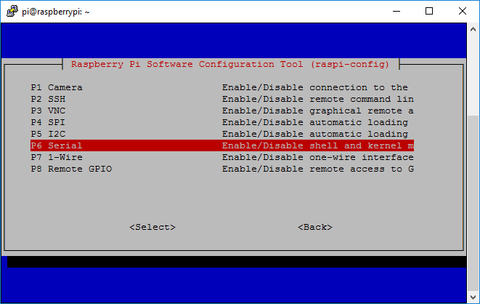 pi@raspberrypi: ~
Raspberry Pi Software Configuration Tool (raspi-config)
P1 Camera Enable/Disable connection to the
P2 SSH Enable/Disable remote command lin
P3 VNC Enable/Disable graphical remote a
P4 SPI Enable/Disable automatic loading
P5 I2C Enable/Disable automatic loading
P6 Serial Enable/Disable shell and kernel m
P7 1-Wire Enable/Disable one-wire interface
P8 Remote GPIO Enable/Disable remote access to G
<Select> <Back>